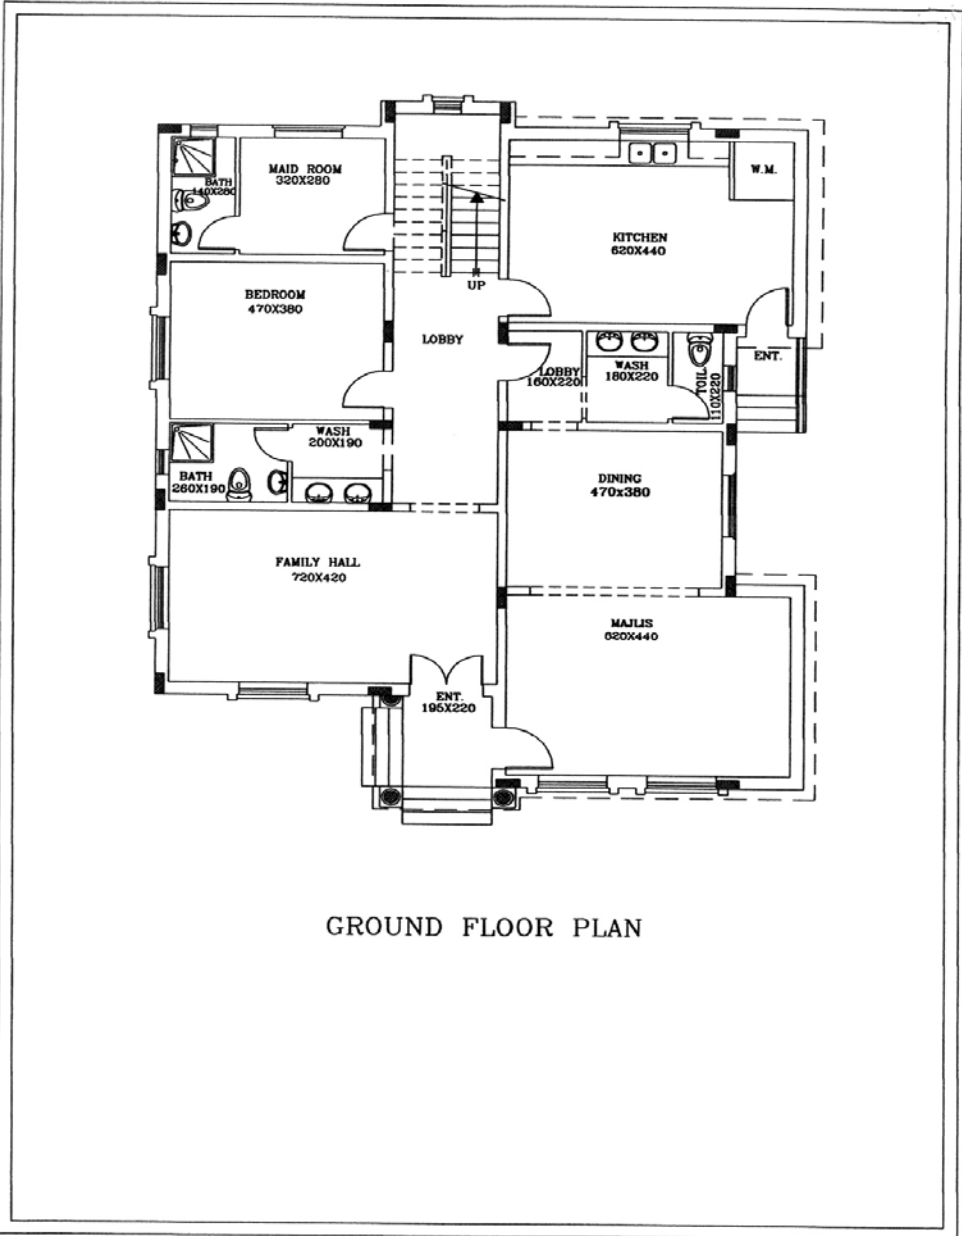 MAID ROOM
320X280
BATH
140X280
W.M.
KITCHEN
620X440
BEDROOM
470X380
UP
LOBBY
ENT.
LOBBY
160X220
WASH
180X220
TOIL
110X220
WASH
200X190
BATH
260X190
DINING
470x380
FAMILY HALL
720X420
MAJLIS
620X440
ENT.
195X220
GROUND FLOOR PLAN